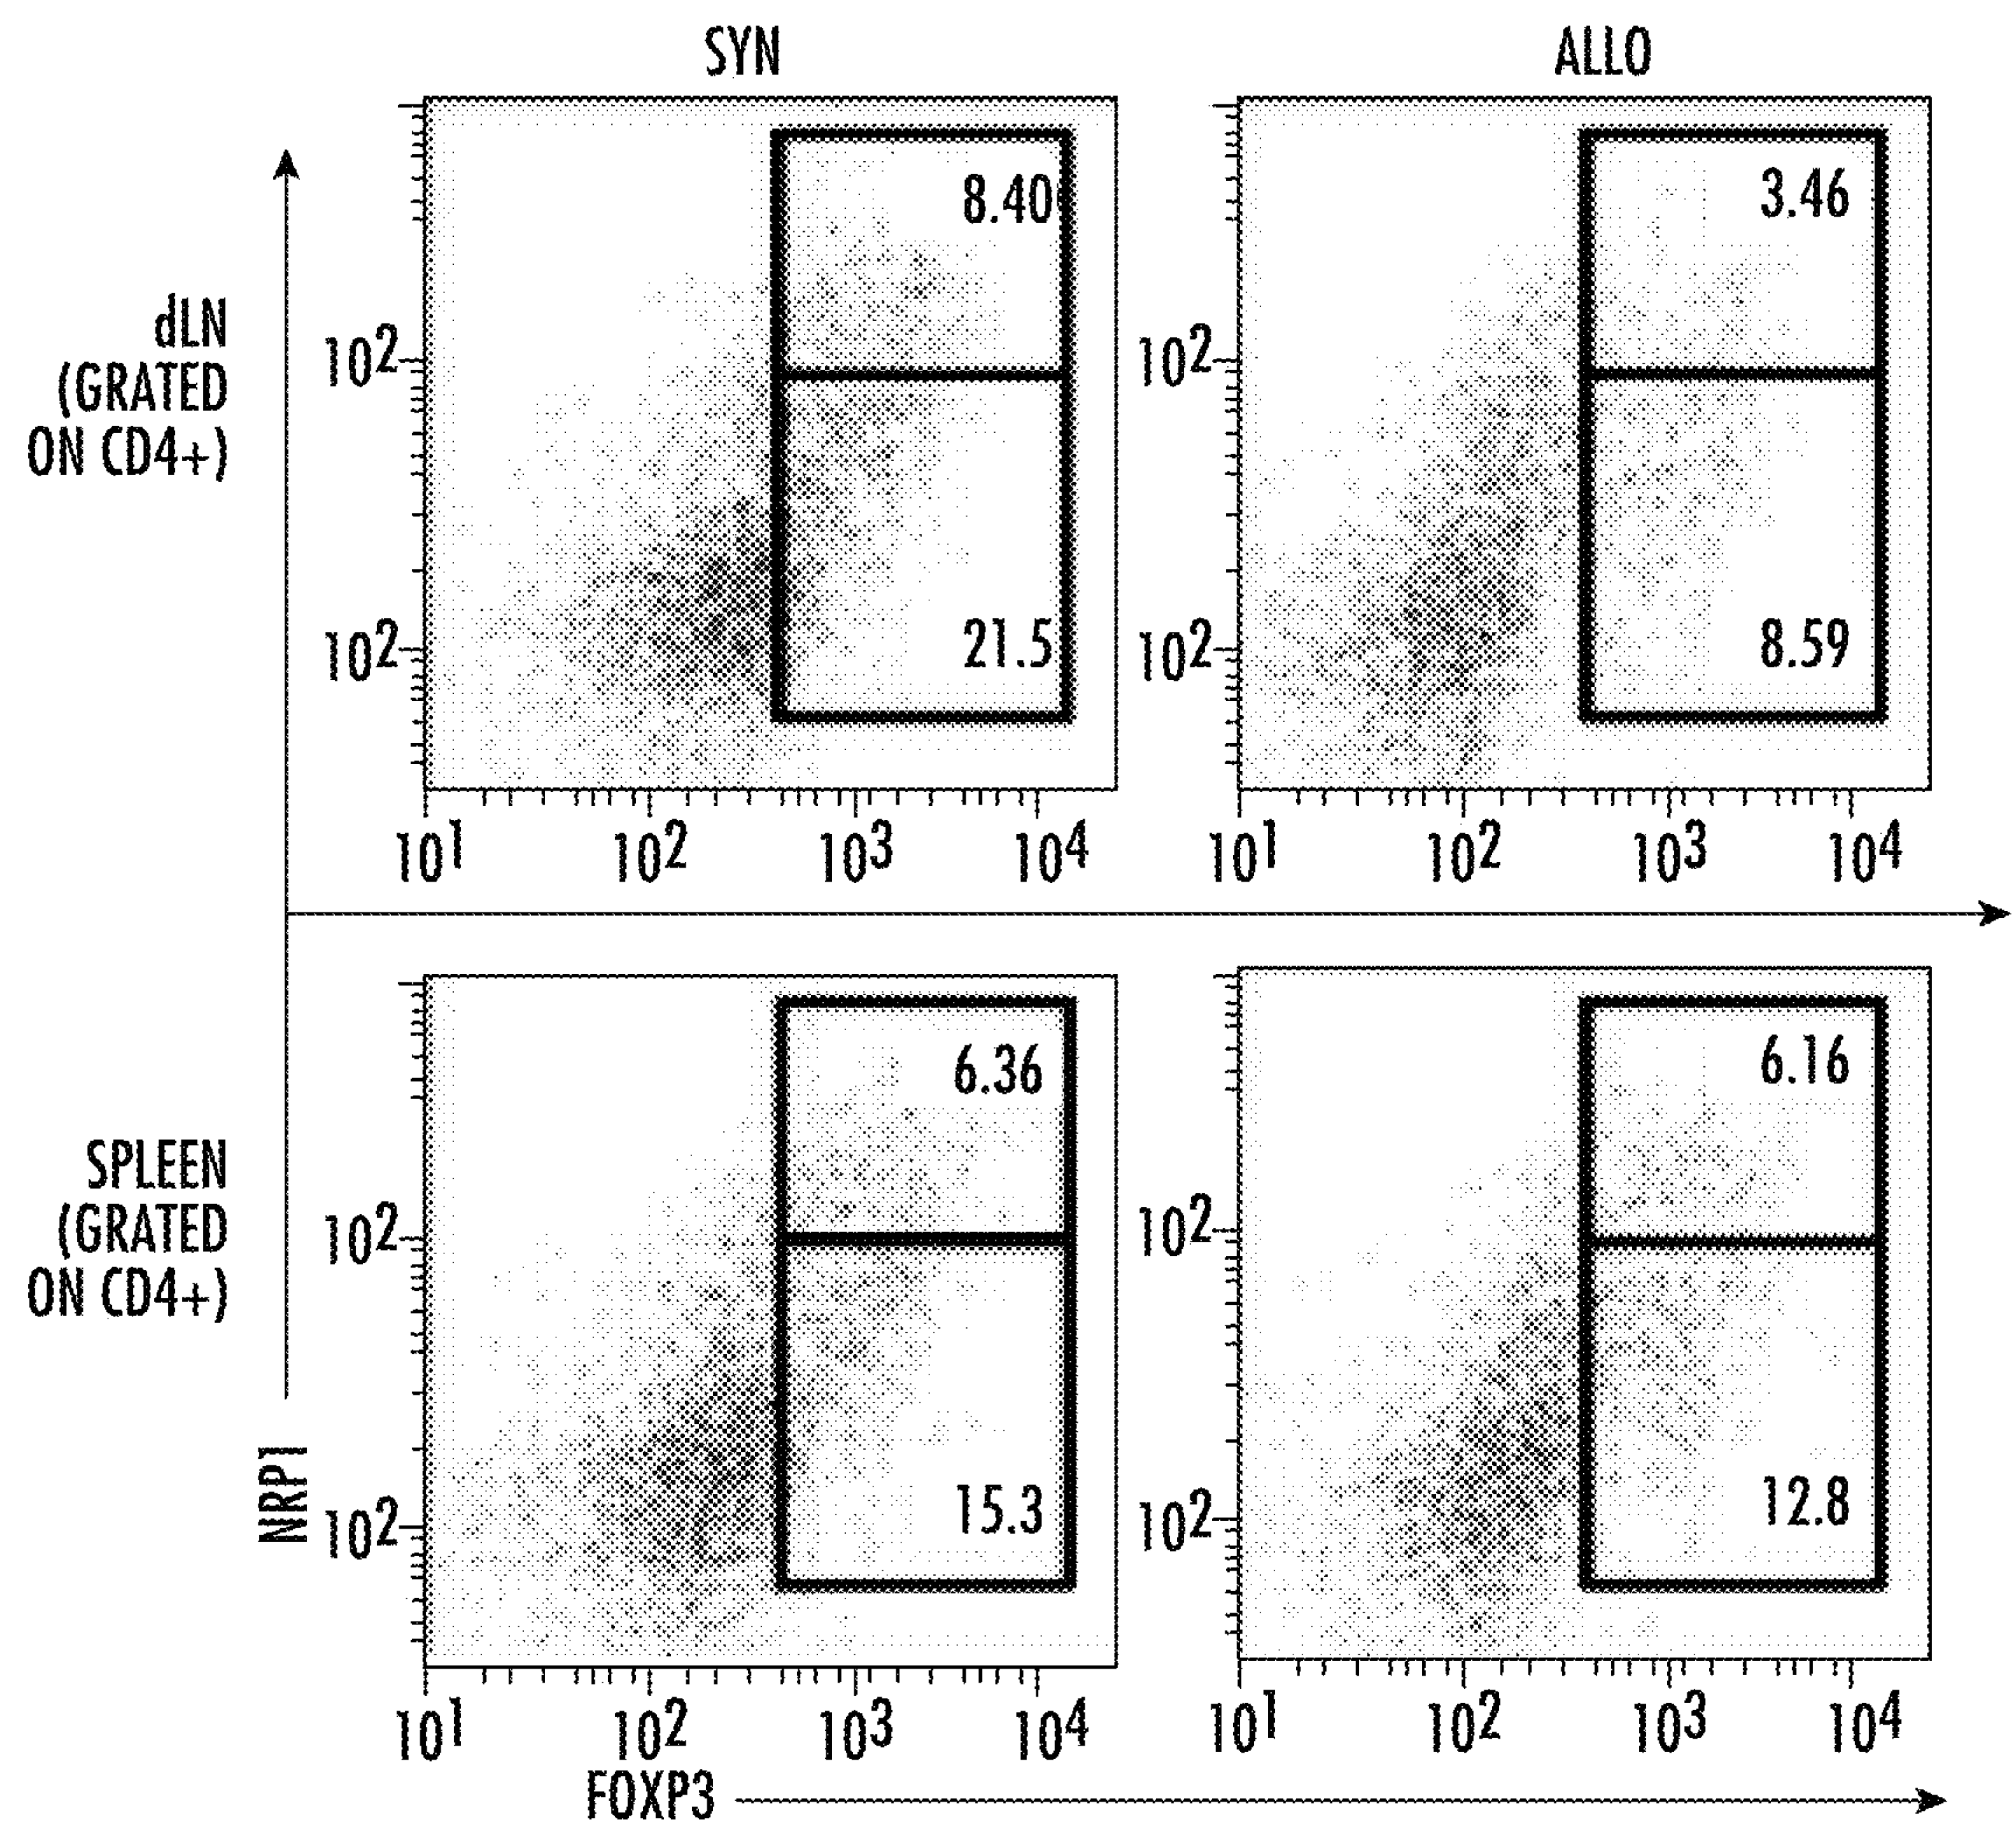 SYN
ALLO
dLN
(GRATED
ON CD4+)
10²
10²
8.40
21.5
10¹ 10² 10³ 10⁴
10²
10²
3.46
8.59
10¹ 10² 10³ 10⁴
SPLEEN
(GRATED
ON CD4+)
NRP1
10²
10²
6.36
15.3
10¹ 10² 10³ 10⁴
10²
10²
6.16
12.8
10¹ 10² 10³ 10⁴
FOXP3